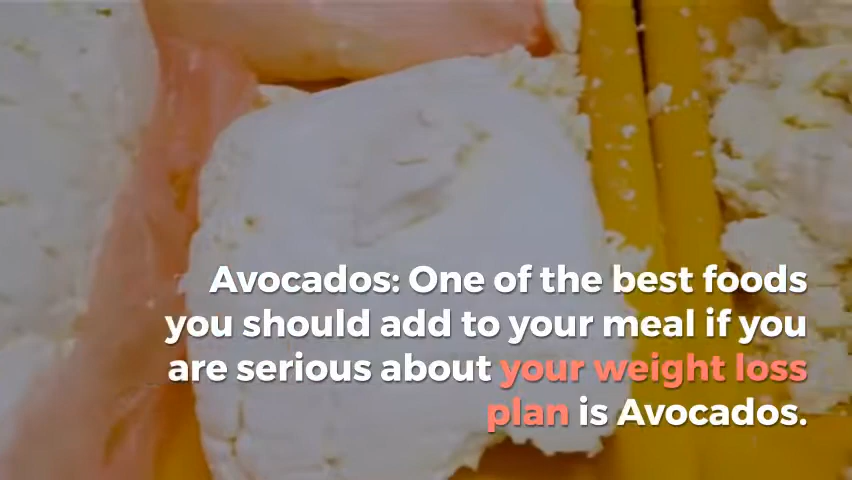 Avocados: One of the best foods
you should add to your meal if you
are serious about your weight loss
plan is Avocados.